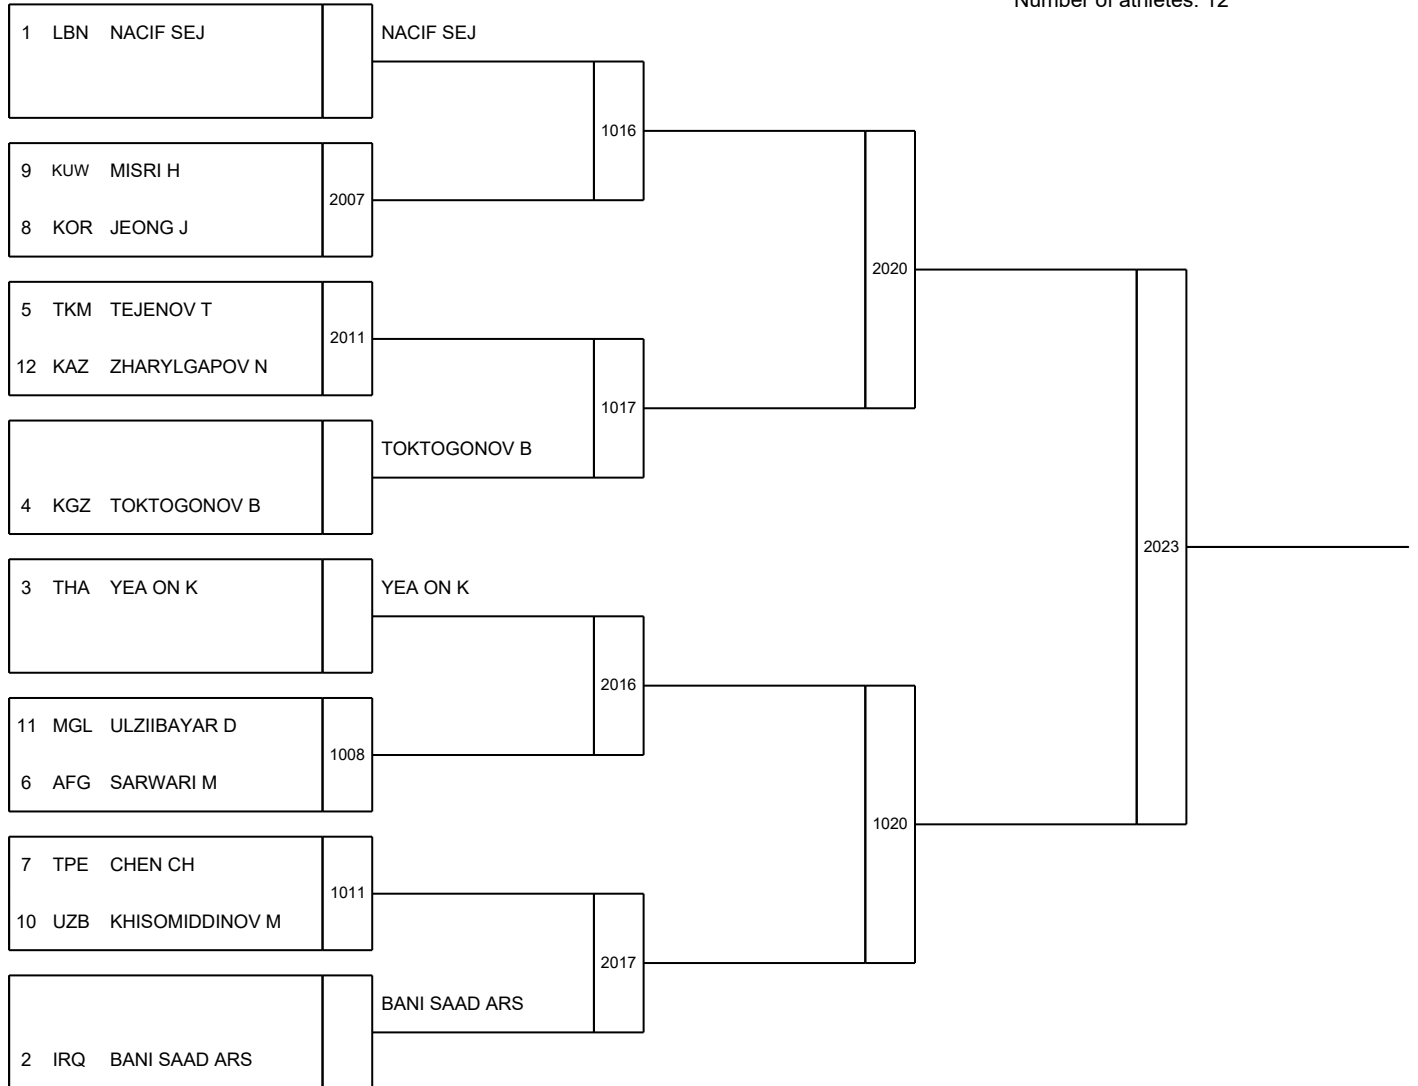 Number of athletes: 12
1 LBN NACIF SEJ
NACIF SEJ
1016
9 KUW MISRI H
2007
8 KOR JEONG J
2020
5 TKM TEJENOV T
2011
12 KAZ ZHARYLGAPOV N
1017
TOKTOGONOV B
4 KGZ TOKTOGONOV B
2023
3 THA YEA ON K
YEA ON K
2016
11 MGL ULZIIBAYAR D
1008
6 AFG SARWARI M
1020
7 TPE CHEN CH
1011
10 UZB KHISOMIDDINOV M
2017
BANI SAAD ARS
2 IRQ BANI SAAD ARS